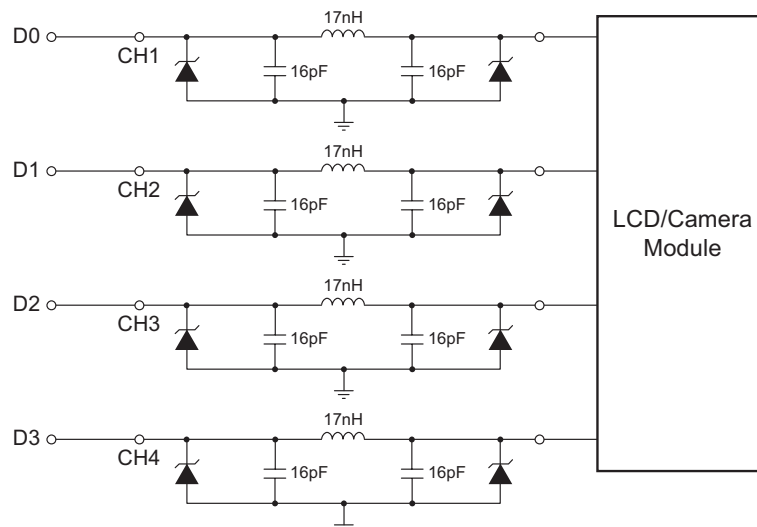 17nH
D0
CH1
16pF
16pF
17nH
D1
CH2
16pF
16pF
LCD/Camera
Module
17nH
D2
CH3
16pF
16pF
17nH
D3
CH4
16pF
16pF